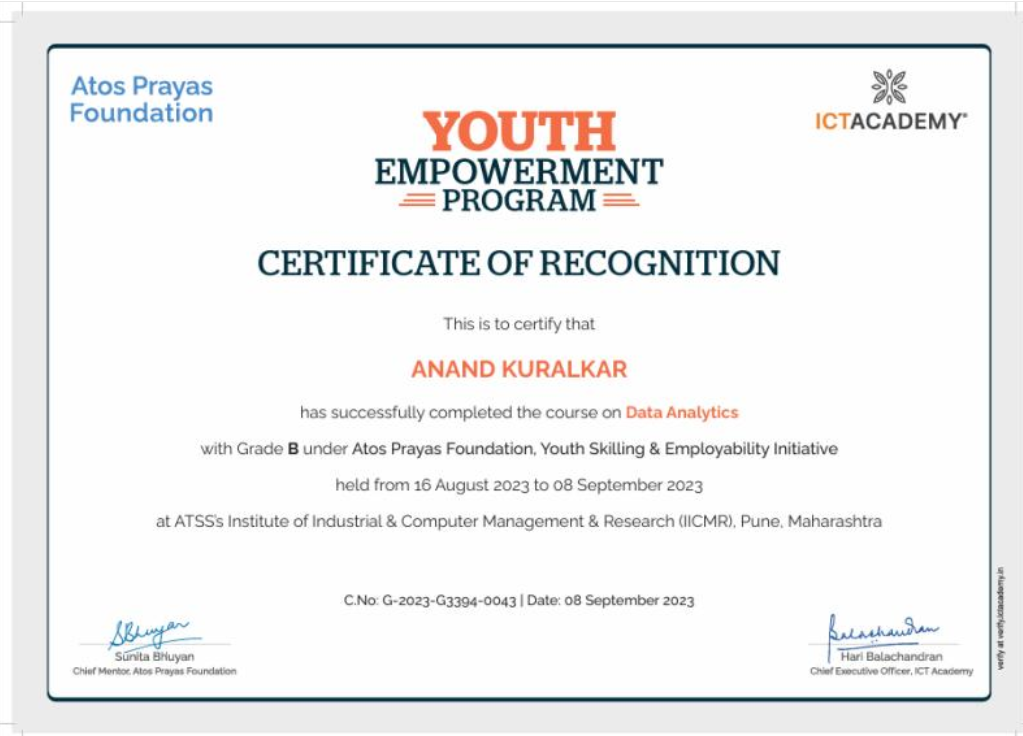 Atos Prayas
Foundation
ICTACADEMY®
YOUTH
EMPOWERMENT
PROGRAM
CERTIFICATE OF RECOGNITION
This is to certify that
ANAND KURALKAR
has successfully completed the course on Data Analytics
with Grade B under Atos Prayas Foundation, Youth Skilling & Employability Initiative
held from 16 August 2023 to 08 September 2023
at ATSS's Institute of Industrial & Computer Management & Research (IICMR), Pune, Maharashtra
C.No: G-2023-G3394-0043 | Date: 08 September 2023
SBhuyan
Sunita BHuyan
Chief Mentor, Atos Prayas Foundation
Balachandran
Hari Balachandran
Chief Executive Officer, ICT Academy
verify at verify.ictacademy.in